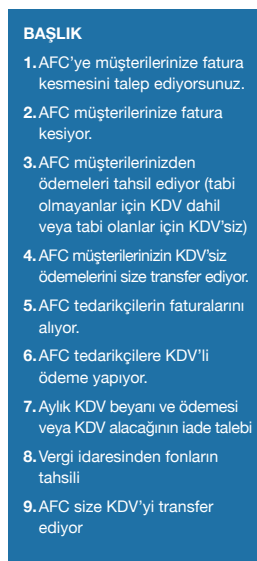 BAŞLIK
1. AFC'ye müşterilerinize fatura
kesmesini talep ediyorsunuz.
2. AFC müşterilerinize fatura
kesiyor.
3. AFC müşterilerinizden
ödemeleri tahsil ediyor (tabi
olmayanlar için KDV dahil
veya tabi olanlar için KDV'siz)
4. AFC müşterilerinizin KDV'siz
ödemelerini size transfer ediyor.
5. AFC tedarikçilerin faturalarını
alıyor.
6. AFC tedarikçilere KDV'li
ödeme yapıyor.
7. Aylık KDV beyanı ve ödemesi
veya KDV alacağının iade talebi
8. Vergi idaresinden fonların
tahsili
9. AFC size KDV'yi transfer
ediyor